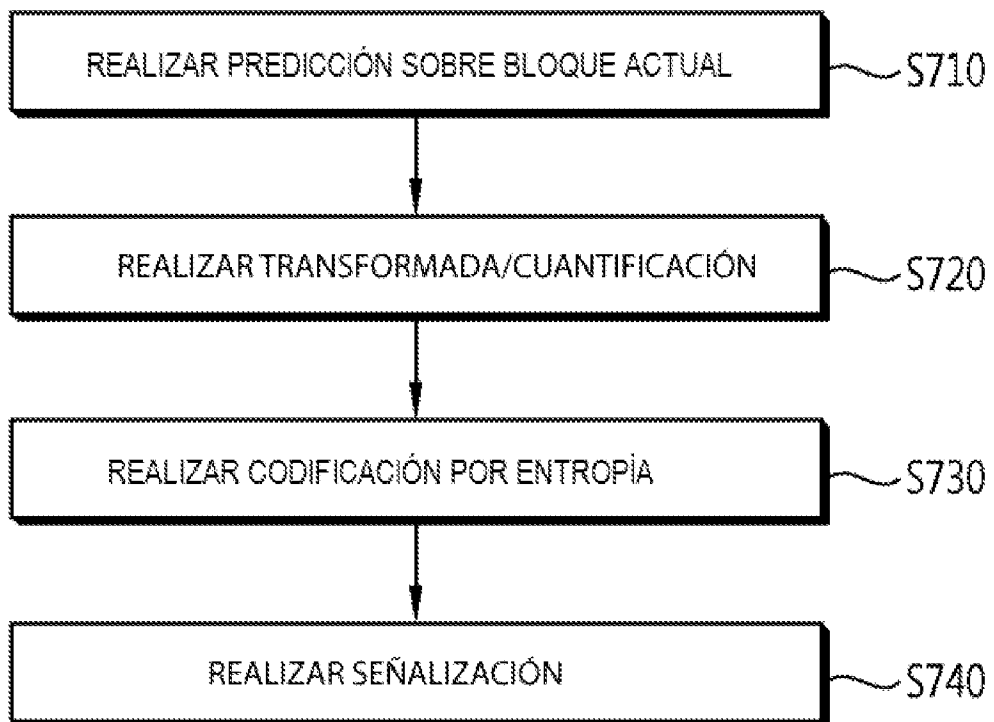 REALIZAR PREDICCIÓN SOBRE BLOQUE ACTUAL S710
REALIZAR TRANSFORMADA/CUANTIFICACIÓN S720
REALIZAR CODIFICACIÓN POR ENTROPÍA S730
REALIZAR SEÑALIZACIÓN S740